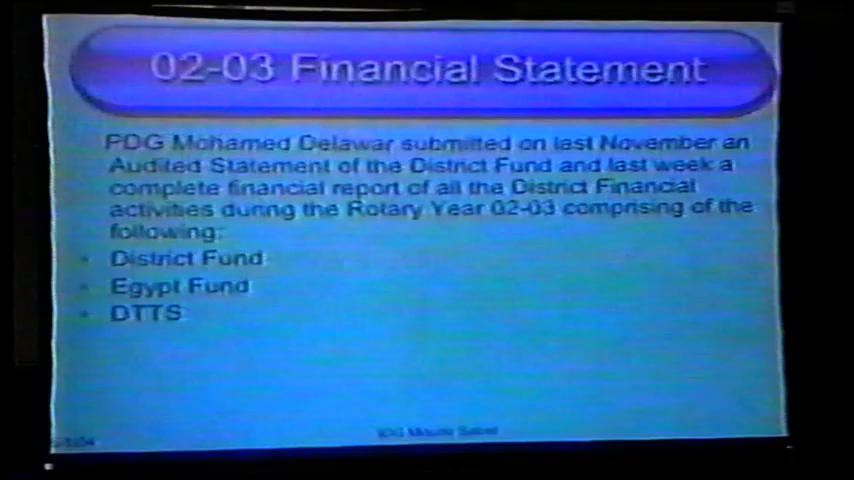 02-03 Financial Statement
PDG Mohamed Delawar submitted on last November an
Audited Statement of the District Fund and last week a
complete financial report of all the District Financial
activities during the Rotary Year 02-03 comprising of the
following:
District Fund
Egypt Fund
DTTS